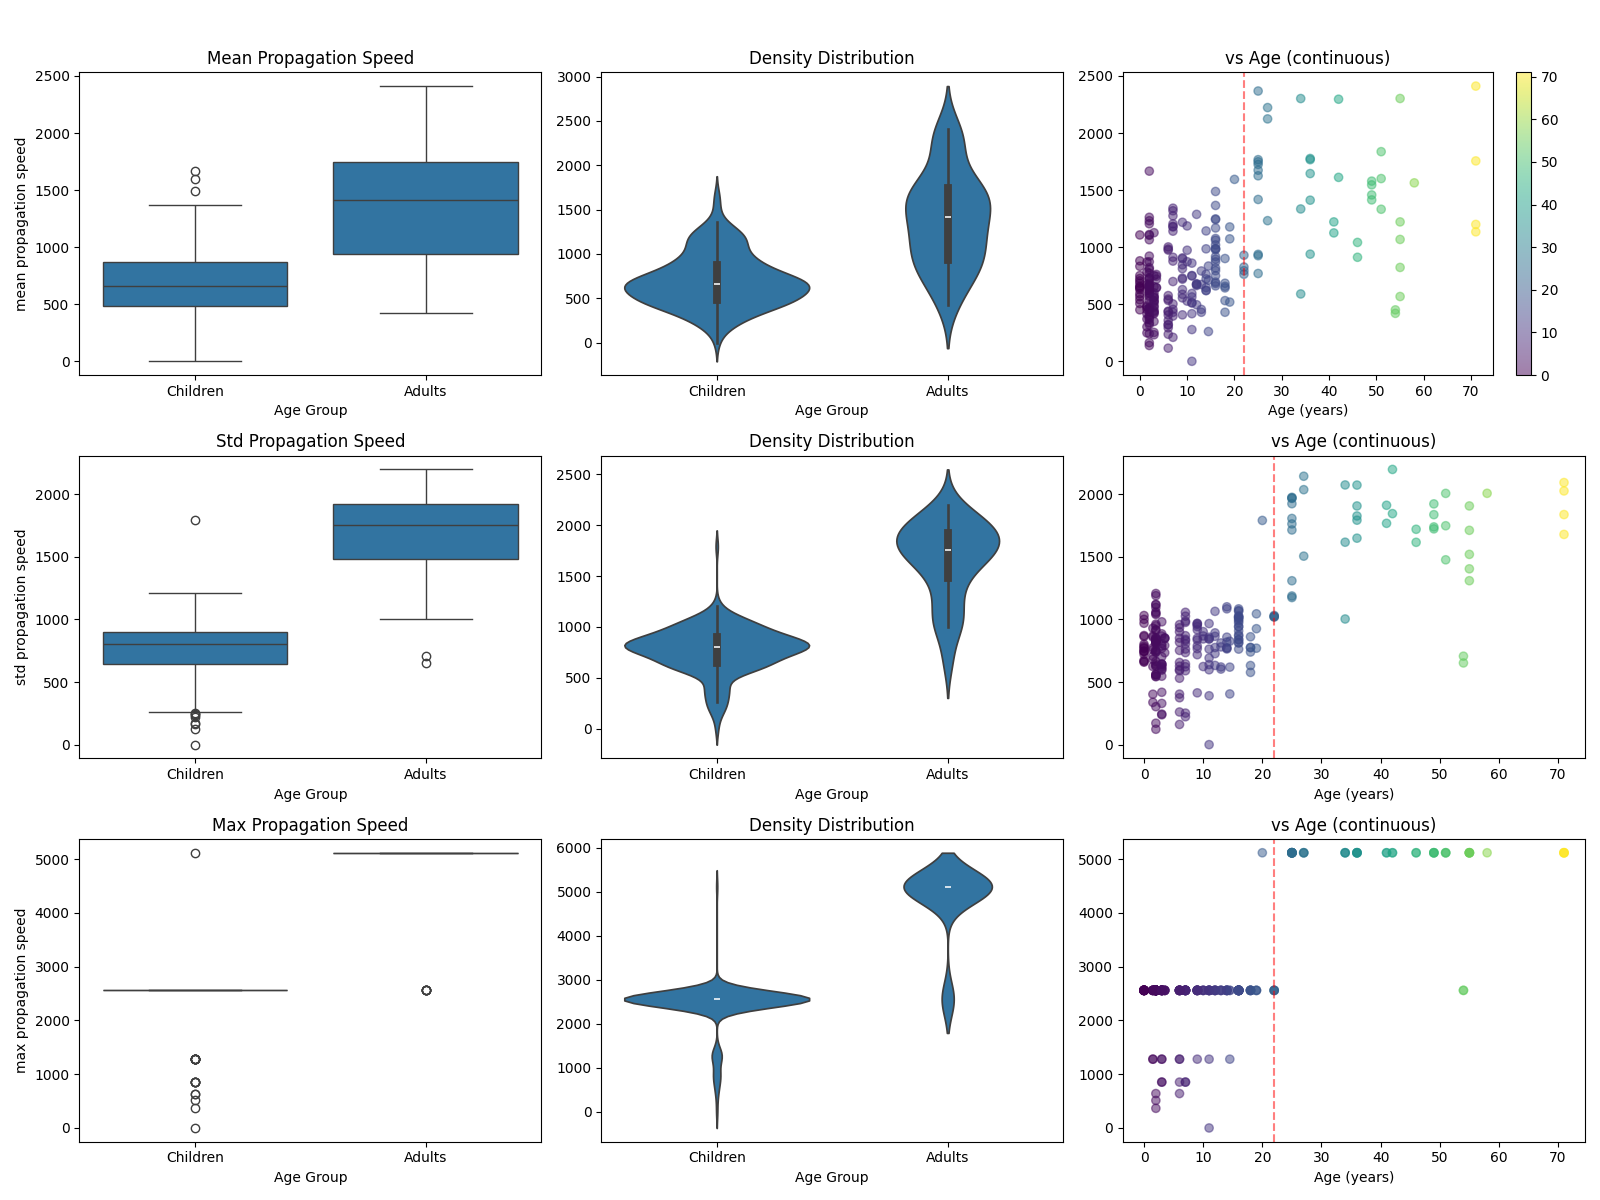 Mean Propagation Speed
mean propagation speed
2500
2000
1500
1000
500
0
Children
Adults
Age Group
Density Distribution
3000
2500
2000
1500
1000
500
0
Children
Adults
Age Group
vs Age (continuous)
2500
2000
1500
1000
500
0
0 10 20 30 40 50 60 70
Age (years)
70
60
50
40
30
20
10
0
Std Propagation Speed
std propagation speed
2000
1500
1000
500
0
Children
Adults
Age Group
Density Distribution
2500
2000
1500
1000
500
0
Children
Adults
Age Group
vs Age (continuous)
2000
1500
1000
500
0
0 10 20 30 40 50 60 70
Age (years)
Max Propagation Speed
max propagation speed
5000
4000
3000
2000
1000
0
Children
Adults
Age Group
Density Distribution
6000
5000
4000
3000
2000
1000
0
Children
Adults
Age Group
vs Age (continuous)
5000
4000
3000
2000
1000
0
0 10 20 30 40 50 60 70
Age (years)